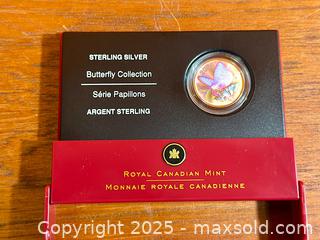 STERLING SILVER
Butterfly Collection
Série Papillons
ARGENT STERLING
ROYAL CANADIAN MINT
MONNAIE ROYALE CANADIENNE
Copyright 2025 - maxsold.com